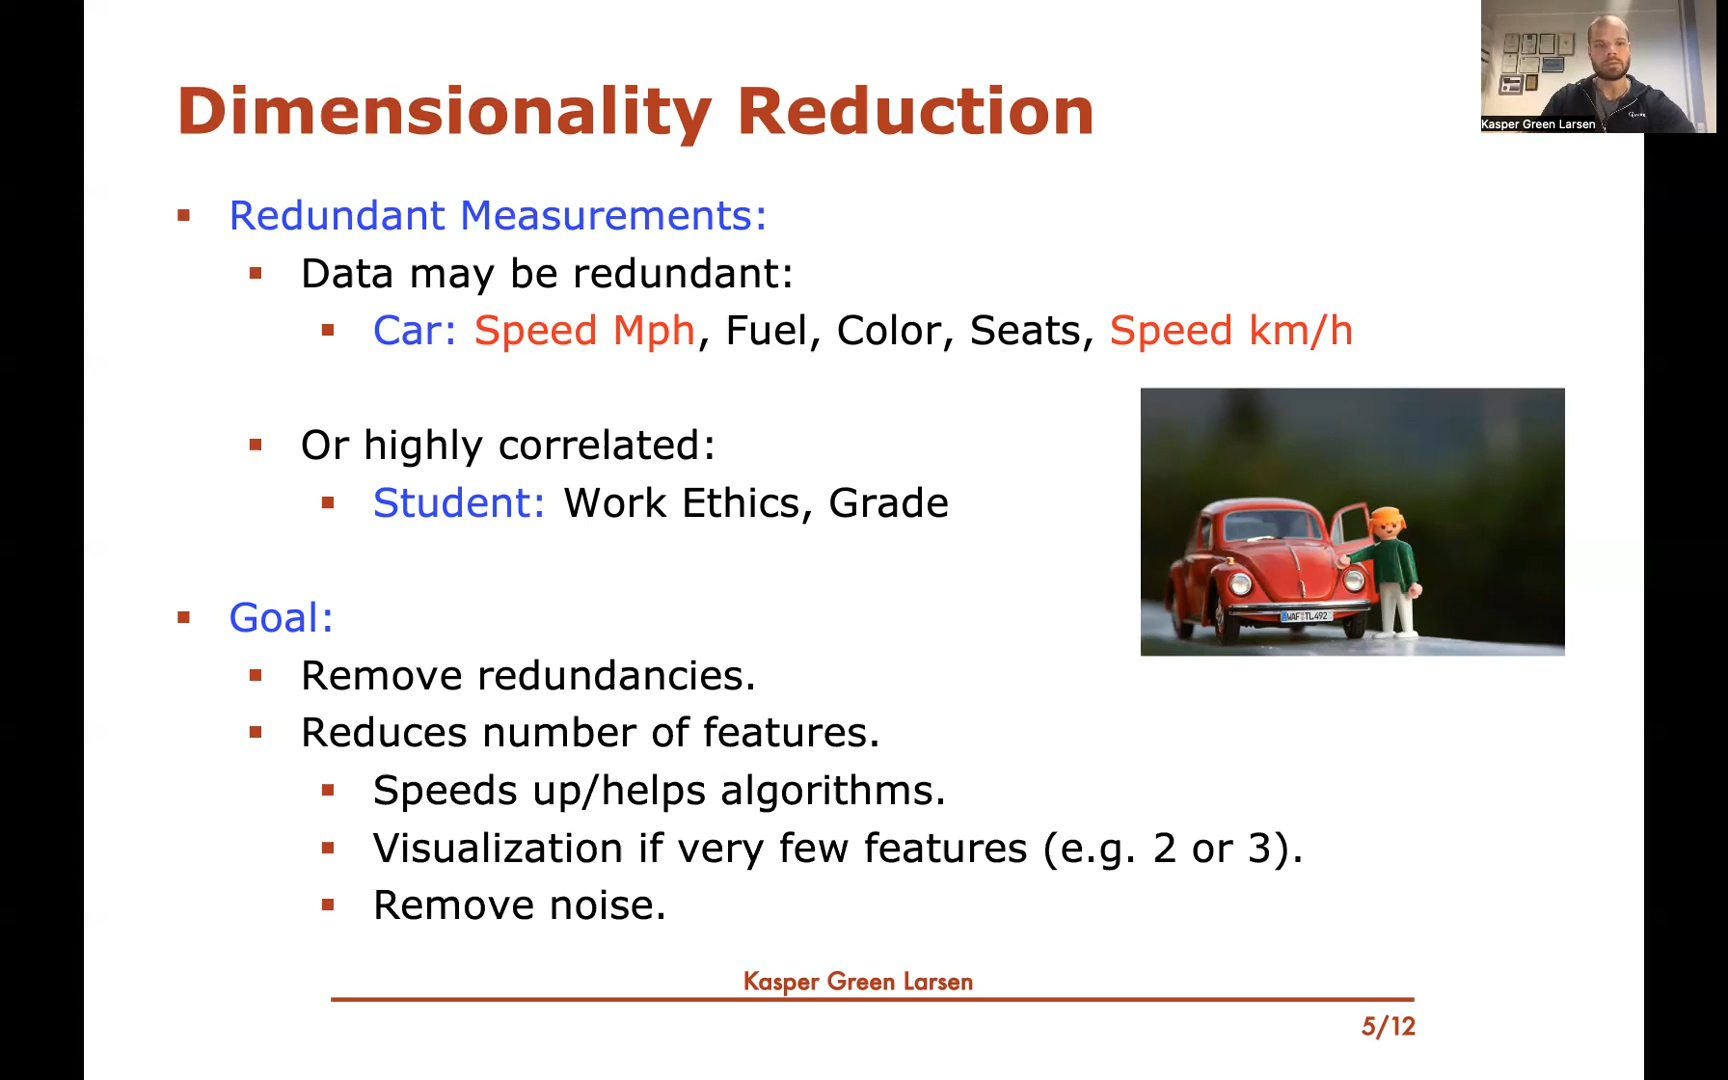 Kasper Green Larsen
Dimensionality Reduction
Redundant Measurements:
Data may be redundant:
Car: Speed Mph, Fuel, Color, Seats, Speed km/h
Or highly correlated:
Student: Work Ethics, Grade
WAF TL492
Goal:
Remove redundancies.
Reduces number of features.
Speeds up/helps algorithms.
Visualization if very few features (e.g. 2 or 3).
Remove noise.
Kasper Green Larsen
5/12